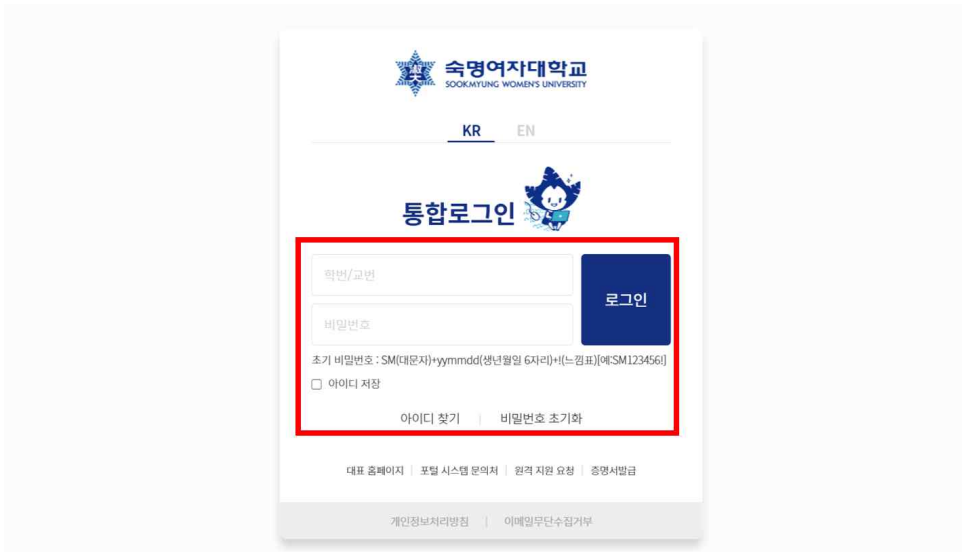 숙명여자대학교
SOOKMYUNG WOMEN'S UNIVERSITY
KR EN
통합로그인
학번/교번
로그인
비밀번호
초기 비밀번호 : SM(대문자)+yymmdd(생년월일 6자리)+!(느낌표)[예:SM123456!]
아이디 저장
아이디 찾기 | 비밀번호 초기화
대표 홈페이지 | 포털 시스템 문의처 | 원격 지원 요청 | 증명서발급
개인정보처리방침 | 이메일무단수집거부